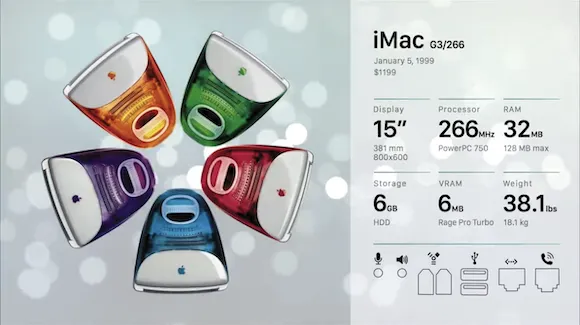 iMac G3/266
January 5, 1999
$1199
Display Processor RAM
15” 266MHz 32MB
381 mm PowerPC 750 128 MB max
800x600
Storage VRAM Weight
6GB 6MB 38.1lbs
HDD Rage Pro Turbo 18.1 kg